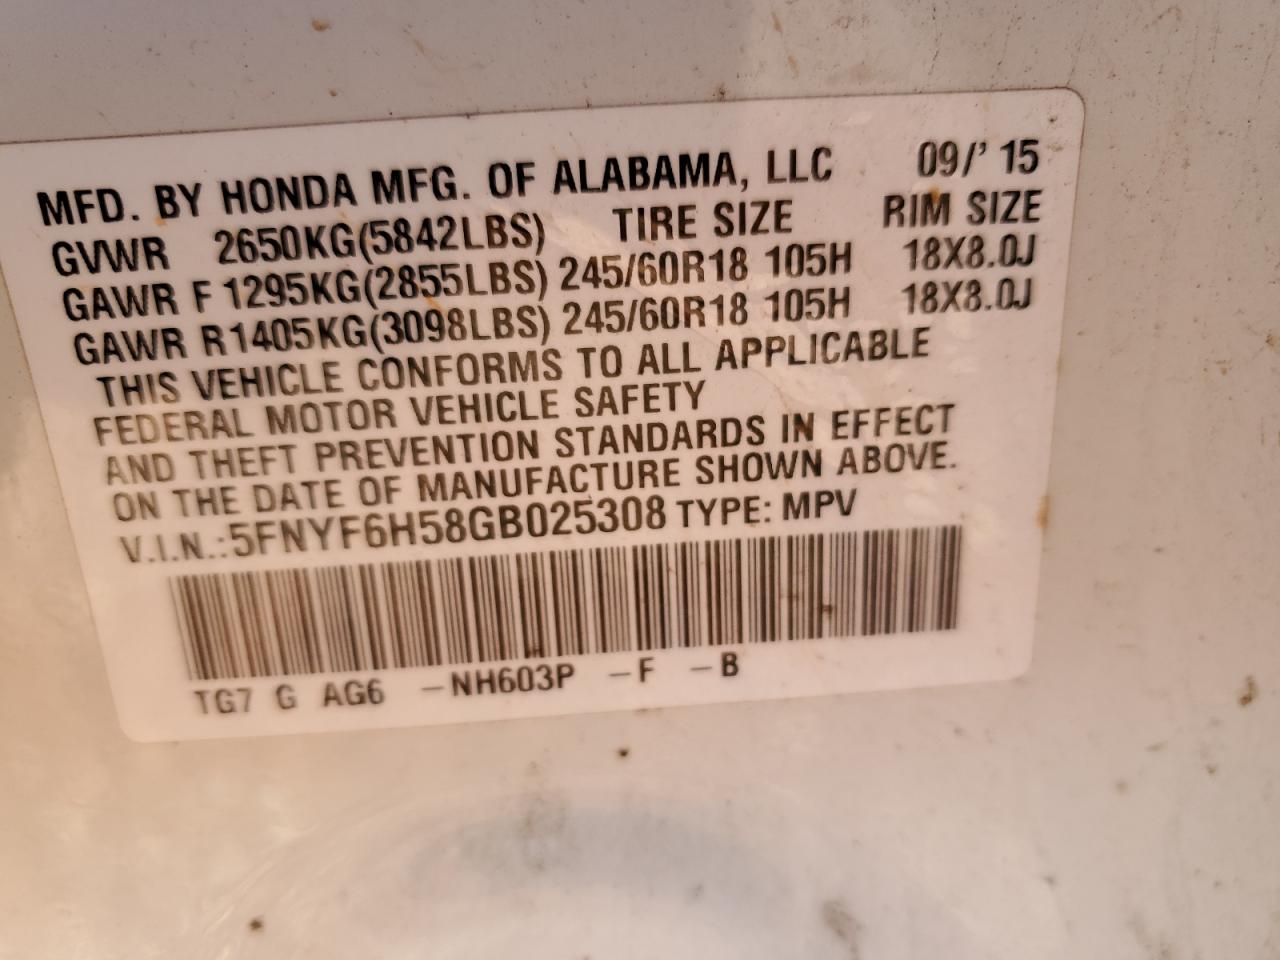 MFD. BY HONDA MFG. OF ALABAMA, LLC 09/' 15
GVWR 2650KG(5842LBS) TIRE SIZE RIM SIZE
GAWR F 1295KG(2855LBS) 245/60R18 105H 18X8.0J
GAWR R1405KG(3098LBS) 245/60R18 105H 18X8.0J
THIS VEHICLE CONFORMS TO ALL APPLICABLE
FEDERAL MOTOR VEHICLE SAFETY
AND THEFT PREVENTION STANDARDS IN EFFECT
ON THE DATE OF MANUFACTURE SHOWN ABOVE.
V.I.N.:5FNYF6H58GB025308 TYPE: MPV
TG7 G AG6 –NH603P –F –B